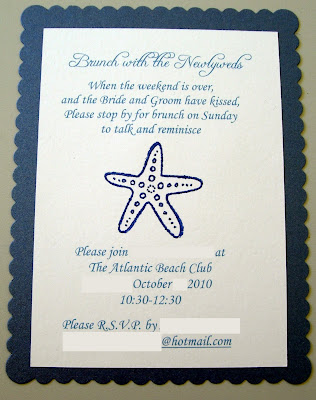 Brunch with the Newlyweds
When the weekend is over,
and the Bride and Groom have kissed,
Please stop by for brunch on Sunday
to talk and reminisce
Please join at
The Atlantic Beach Club
October 2010
10:30-12:30
Please R.S.V.P. by
@hotmail.com